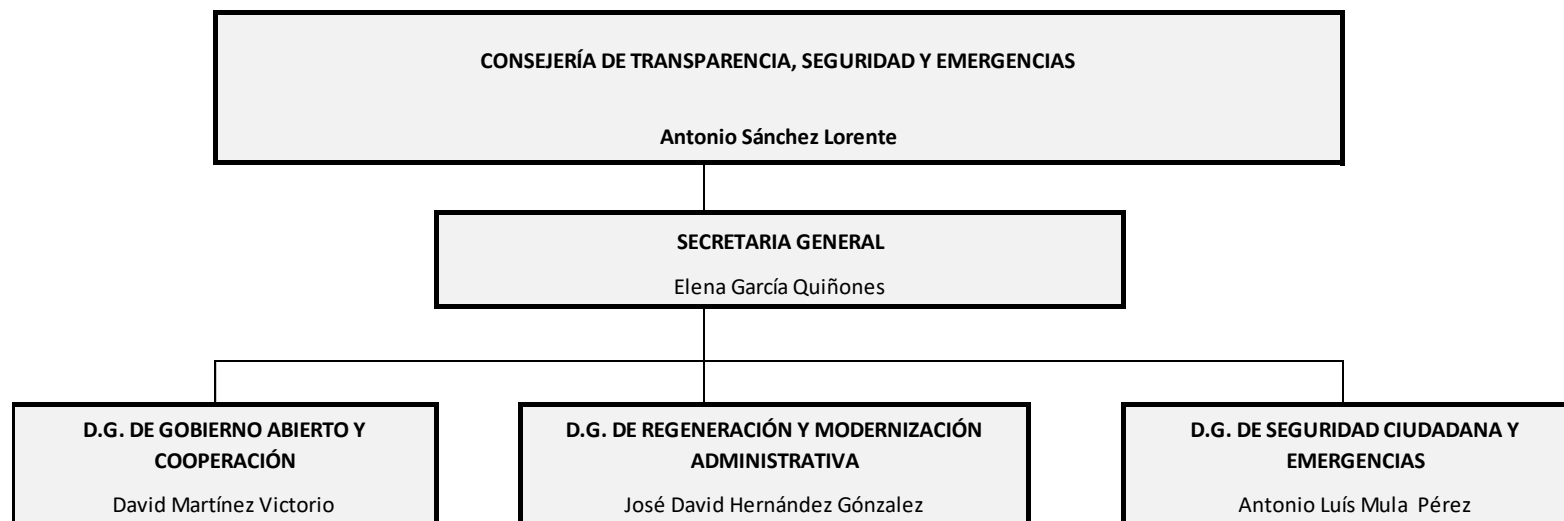 CONSEJERÍA DE TRANSPARENCIA, SEGURIDAD Y EMERGENCIAS
Antonio Sánchez Lorente
SECRETARIA GENERAL
Elena García Quiñones
D.G. DE GOBIERNO ABIERTO Y
COOPERACIÓN
David Martínez Victorio
D.G. DE REGENERACIÓN Y MODERNIZACIÓN
ADMINISTRATIVA
José David Hernández Gónzalez
D.G. DE SEGURIDAD CIUDADANA Y
EMERGENCIAS
Antonio Luís Mula Pérez